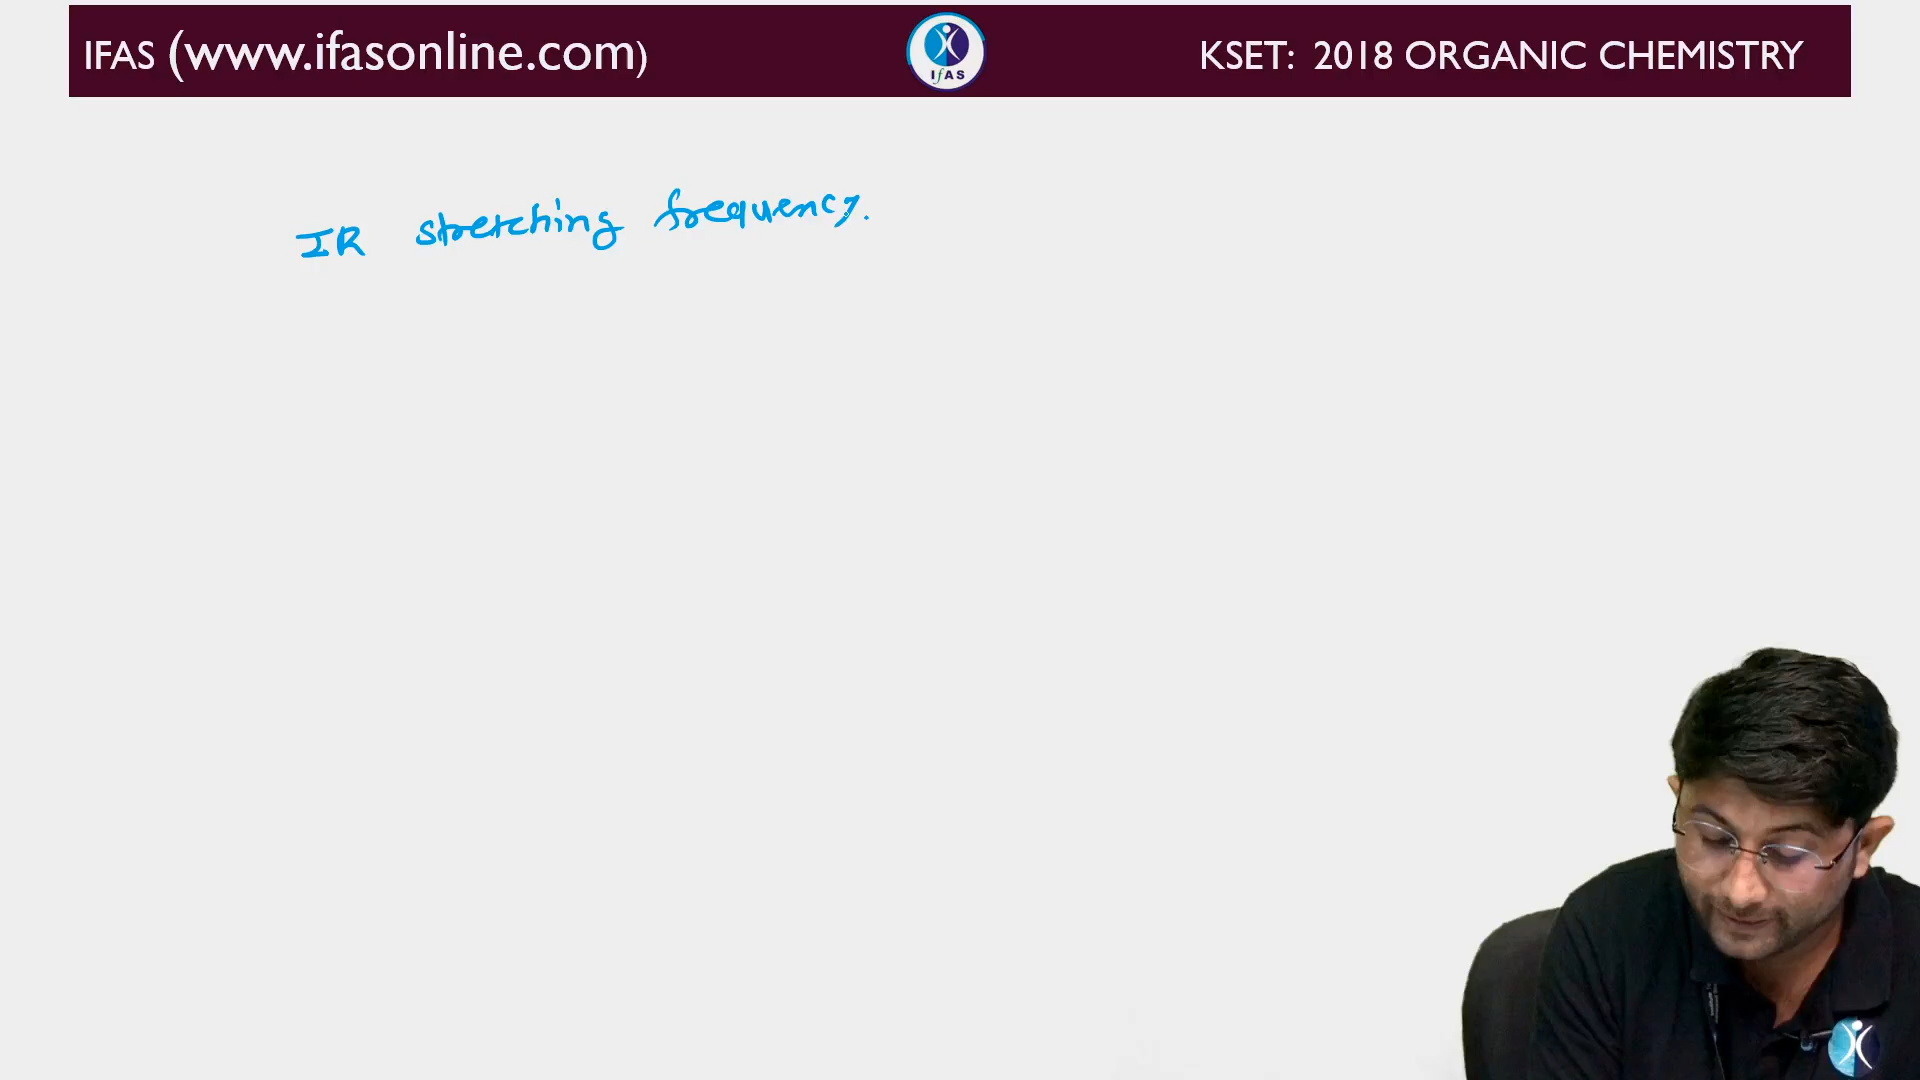 IFAS (www.ifasonline.com)
IfAS
KSET: 2018 ORGANIC CHEMISTRY
IR stretching frequency.